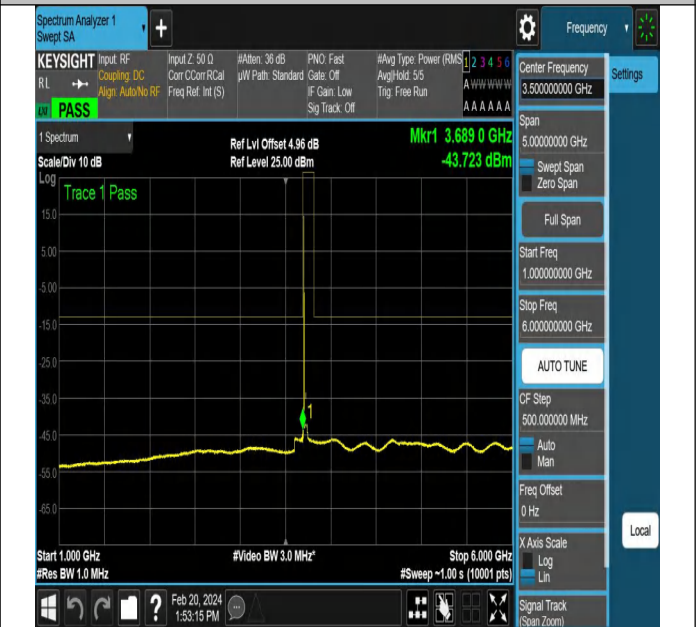 Spectrum Analyzer 1
Swept SA
Frequency
KEYSIGHT
RL
PASS
Input: RF
Coupling: DC
Align: Auto/No RF
Input Z: 50 Ω
Corr CCorr RCal
Freq Ref: Int (S)
#Atten: 36 dB
µW Path: Standard
PNO: Fast
Gate: Off
IF Gain: Low
Sig Track: Off
#Avg Type: Power (RMS)
Avg|Hold: 5/5
Trig: Free Run
1 2 3 4 5 6
A W W W W W
A A A A A A
Center Frequency
3.500000000 GHz
Settings
Span
5.00000000 GHz
Swept Span
Zero Span
Full Span
Start Freq
1.000000000 GHz
Stop Freq
6.000000000 GHz
AUTO TUNE
CF Step
500.000000 MHz
Auto
Man
Freq Offset
0 Hz
X Axis Scale
Log
Lin
Signal Track
(Span Zoom)
Local
1 Spectrum
Scale/Div 10 dB
Ref Lvl Offset 4.96 dB
Ref Level 25.00 dBm
Mkr1 3.689 0 GHz
-43.723 dBm
Log
Trace 1 Pass
15.0
5.00
-5.00
-15.0
-25.0
-35.0
-45.0
-55.0
-65.0
1
Start 1.000 GHz
#Res BW 1.0 MHz
#Video BW 3.0 MHz*
Stop 6.000 GHz
#Sweep ~1.00 s (10001 pts)
?
Feb 20, 2024
1:53:15 PM